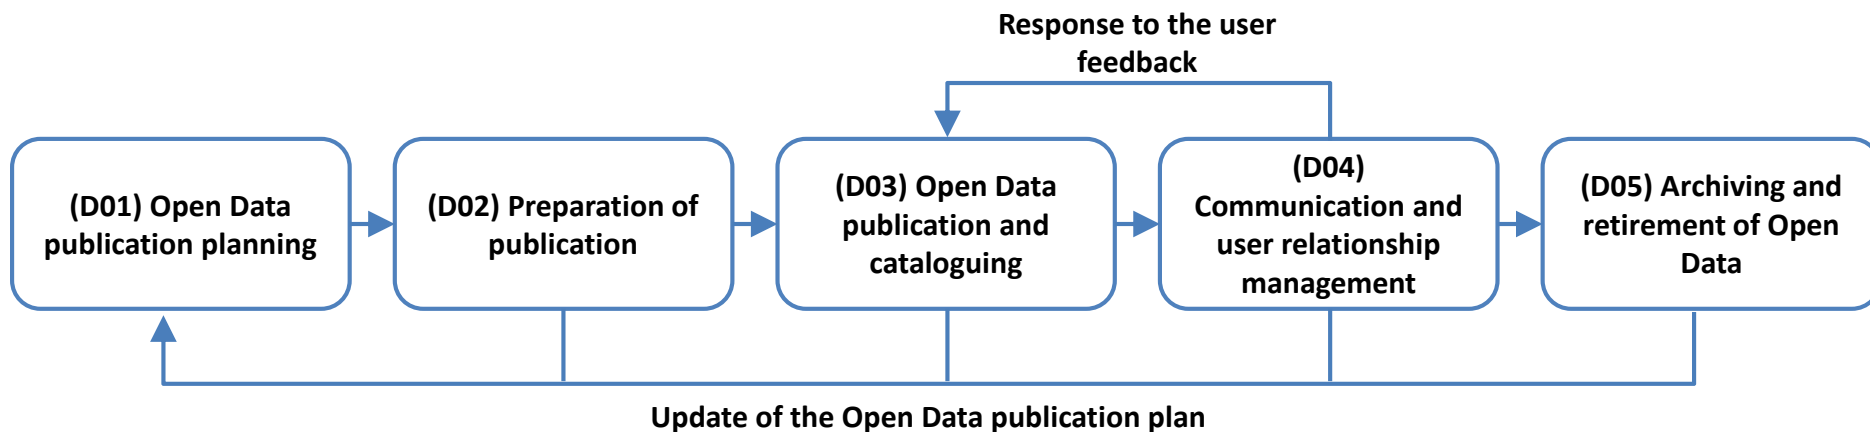 Response to the user
feedback
(D01) Open Data
publication planning
(D02) Preparation of
publication
(D03) Open Data
publication and
cataloguing
(D04)
Communication and
user relationship
management
(D05) Archiving and
retirement of Open
Data
Update of the Open Data publication plan